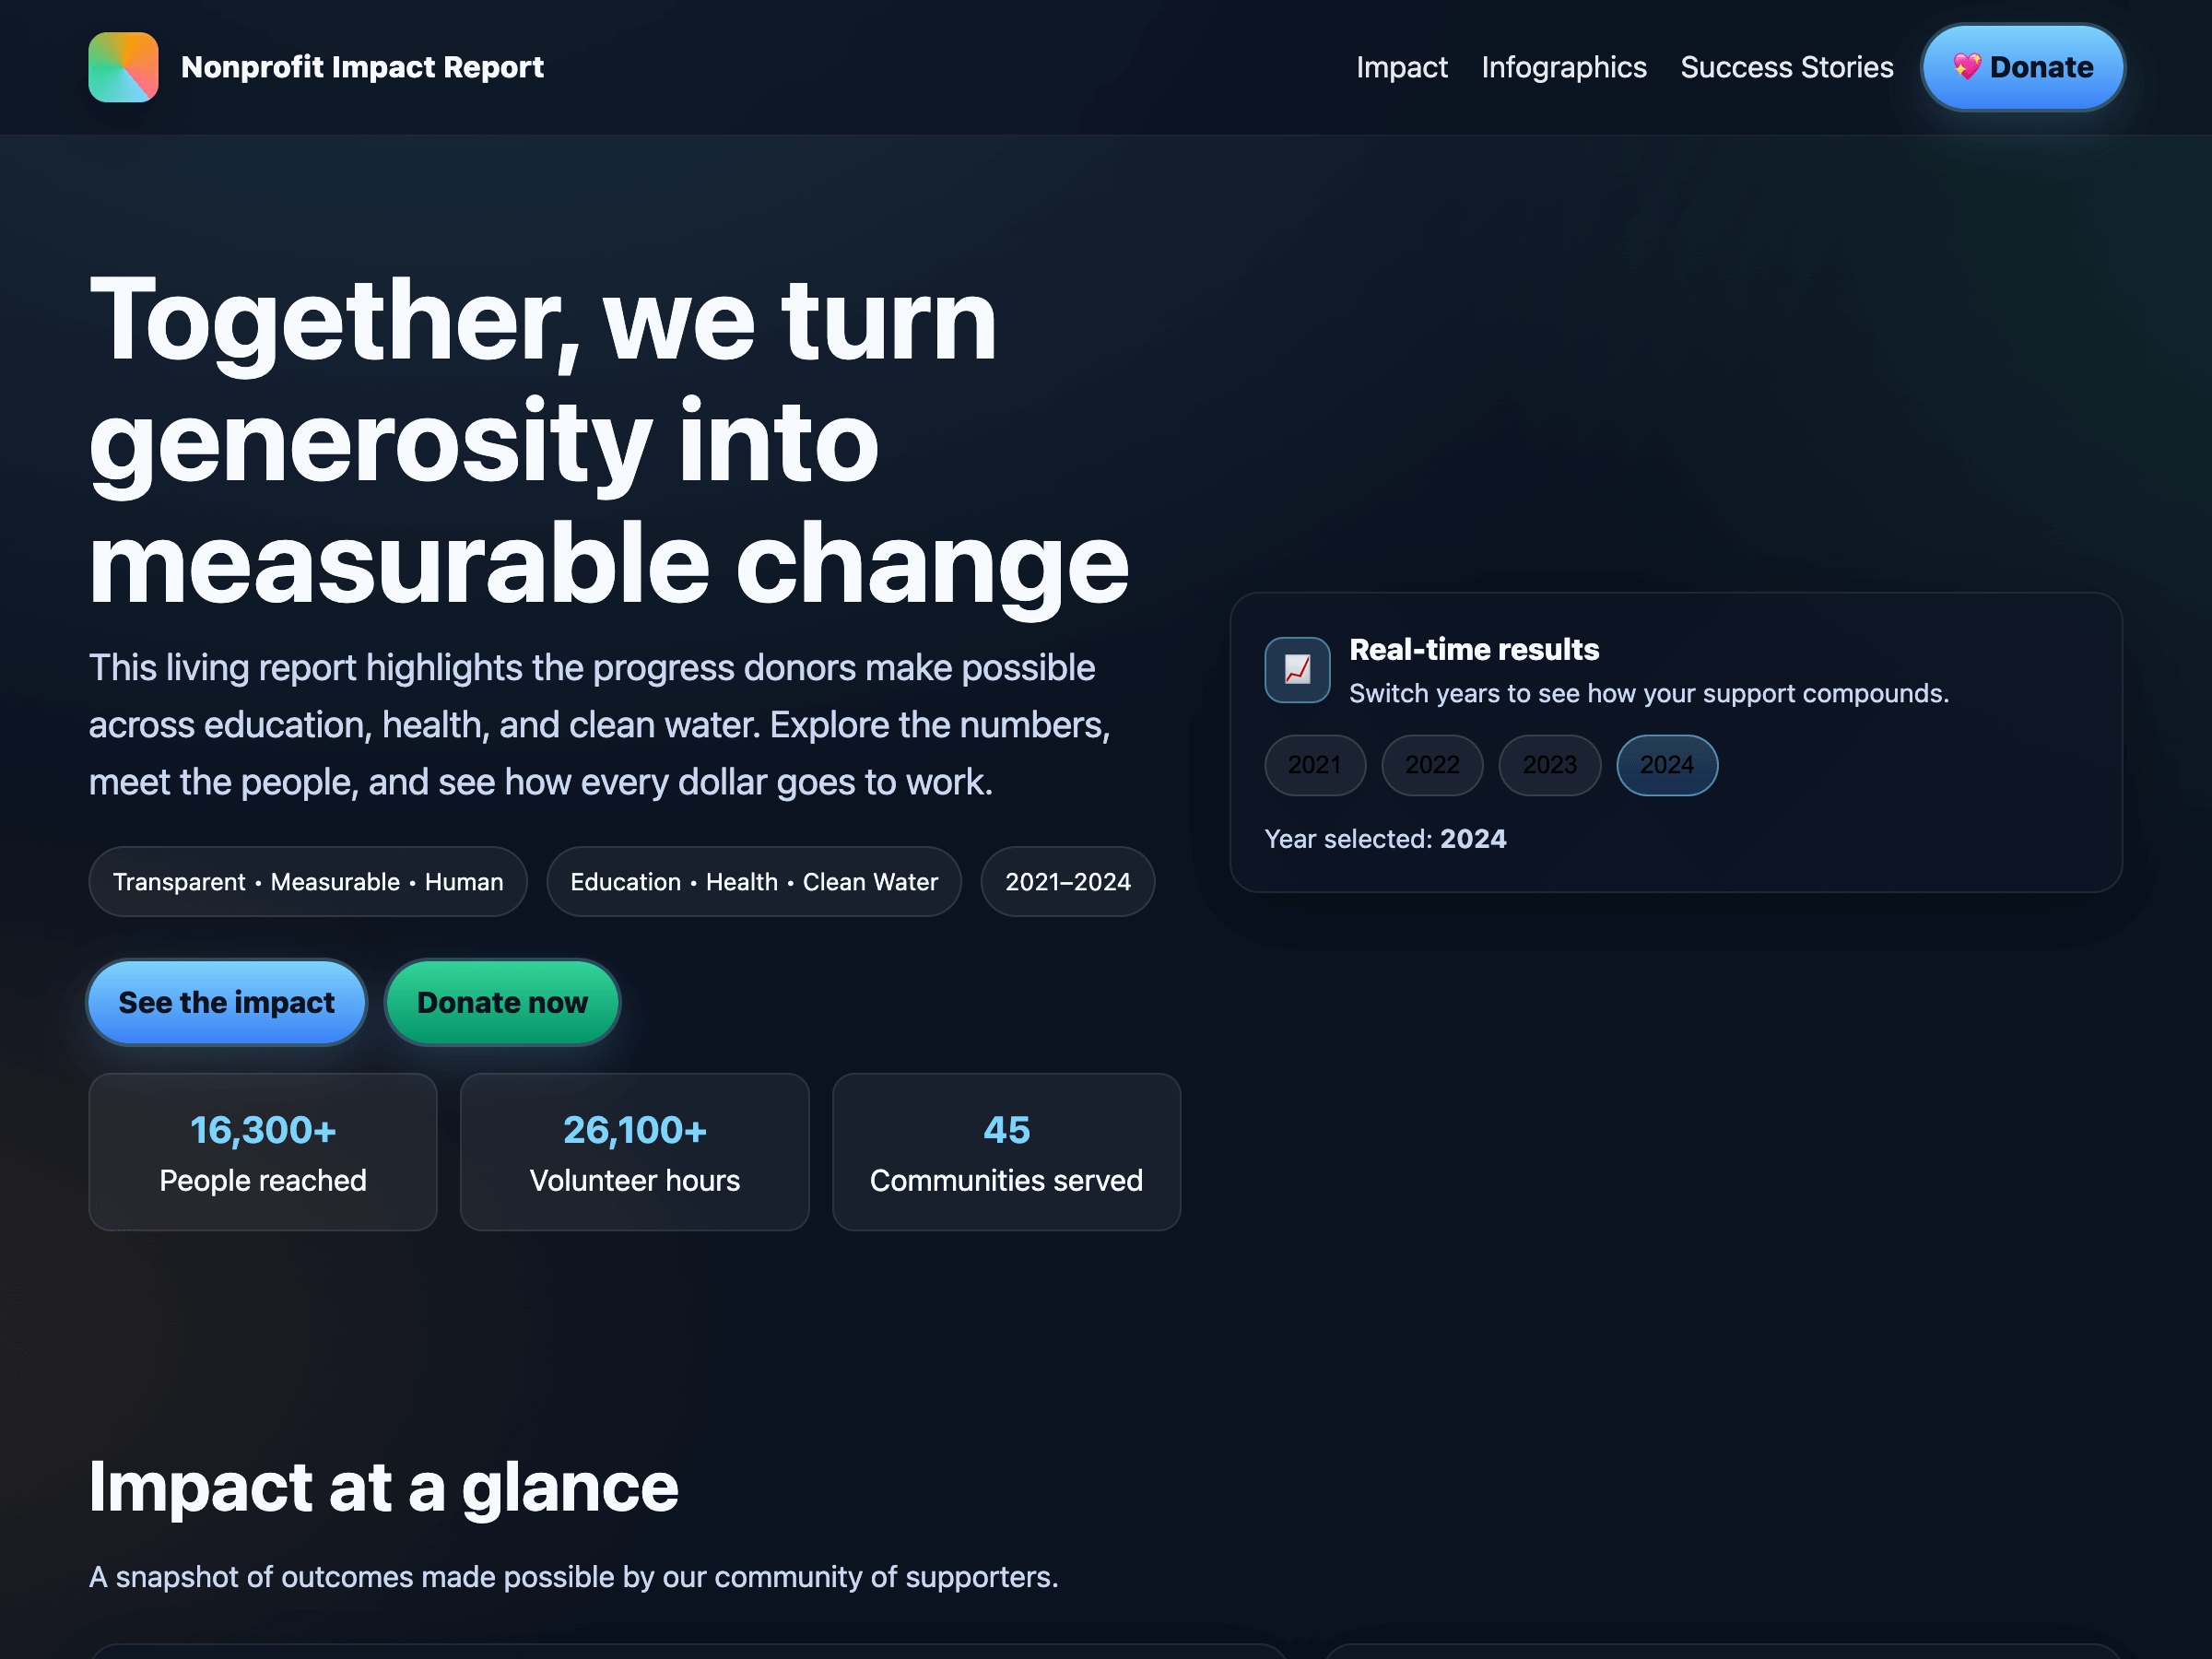 Nonprofit Impact Report
Impact Infographics Success Stories 💖 Donate
Together, we turn
generosity into
measurable change
This living report highlights the progress donors make possible
across education, health, and clean water. Explore the numbers,
meet the people, and see how every dollar goes to work.
Transparent • Measurable • Human
Education • Health • Clean Water
2021–2024
See the impact
Donate now
16,300+
People reached
26,100+
Volunteer hours
45
Communities served
Real-time results
Switch years to see how your support compounds.
2021 2022 2023 2024
Year selected: 2024
Impact at a glance
A snapshot of outcomes made possible by our community of supporters.